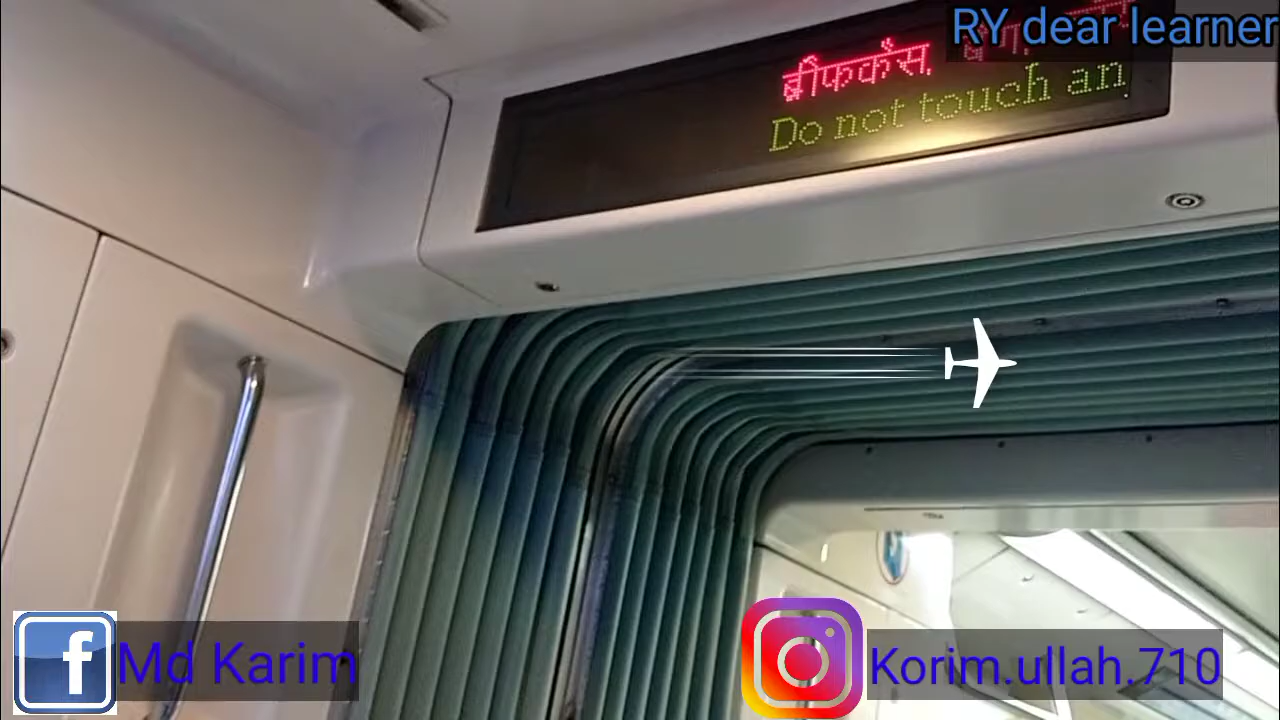 RY dear learner
ब्रीफकेस,
Do not touch an
Md Karim
Korim.ullah.710